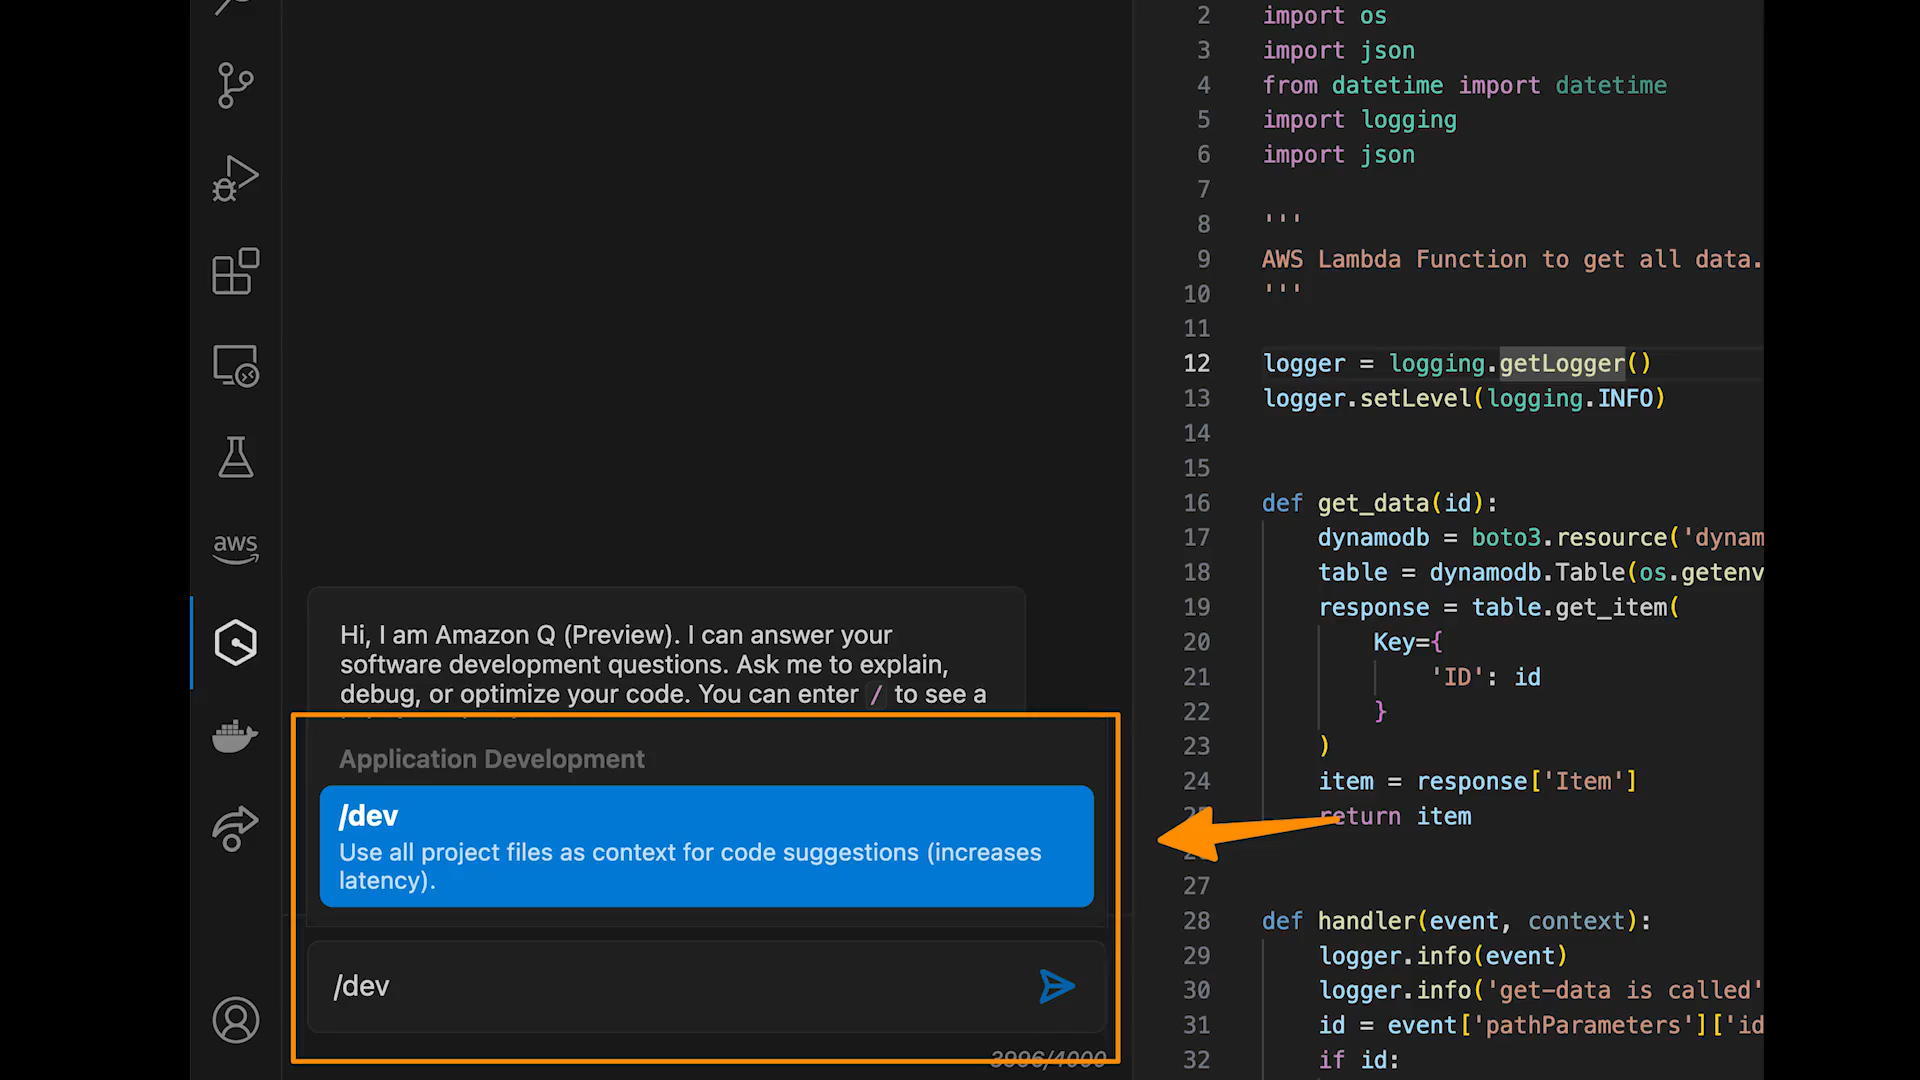 aws
Hi, I am Amazon Q (Preview). I can answer your
software development questions. Ask me to explain,
debug, or optimize your code. You can enter / to see a
Application Development
/dev
Use all project files as context for code suggestions (increases
latency).
/dev
3996/4000
2 import os
3 import json
4 from datetime import datetime
5 import logging
6 import json
7
8 '''
9 AWS Lambda Function to get all data.
10 '''
11
12 logger = logging.getLogger()
13 logger.setLevel(logging.INFO)
14
15
16 def get_data(id):
17 dynamodb = boto3.resource('dynam
18 table = dynamodb.Table(os.getenv
19 response = table.get_item(
20 Key={
21 'ID': id
22 }
23 )
24 item = response['Item']
25 return item
27
28 def handler(event, context):
29 logger.info(event)
30 logger.info('get-data is called'
31 id = event['pathParameters']['id
32 if id: